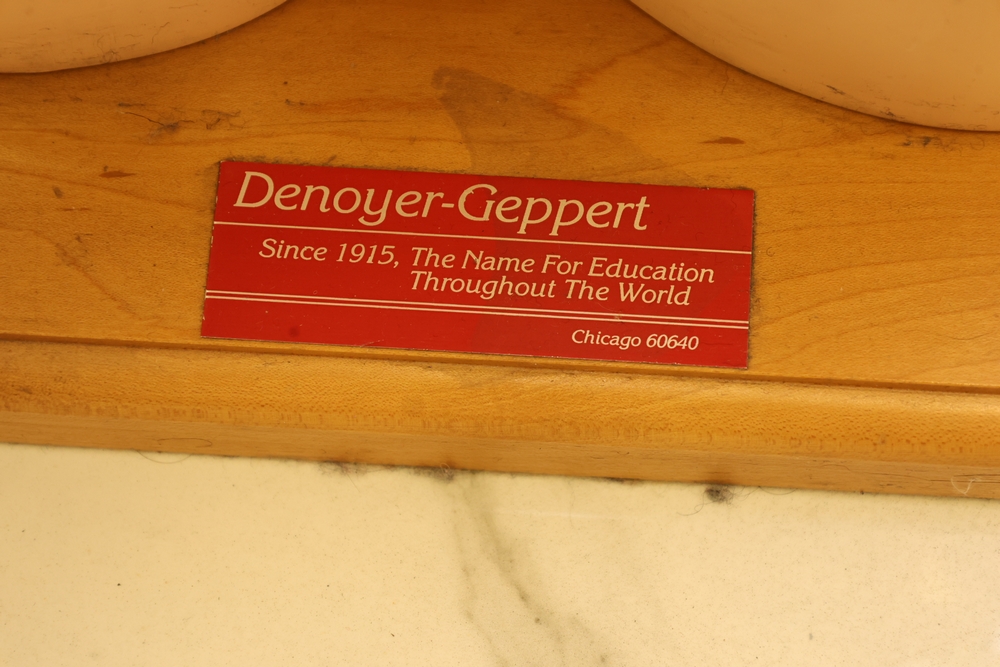 Denoyer-Geppert
Since 1915, The Name For Education
Throughout The World
Chicago 60640